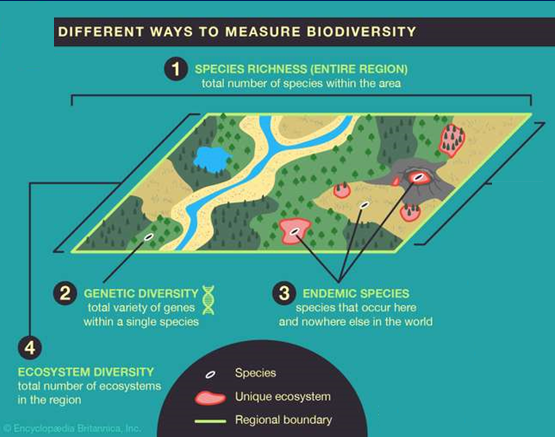 DIFFERENT WAYS TO MEASURE BIODIVERSITY
1 SPECIES RICHNESS (ENTIRE REGION)
total number of species within the area
2 GENETIC DIVERSITY
total variety of genes
within a single species
3 ENDEMIC SPECIES
species that occur here
and nowhere else in the world
4
ECOSYSTEM DIVERSITY
total number of ecosystems
in the region
Species
Unique ecosystem
Regional boundary
© Encyclopædia Britannica, Inc.